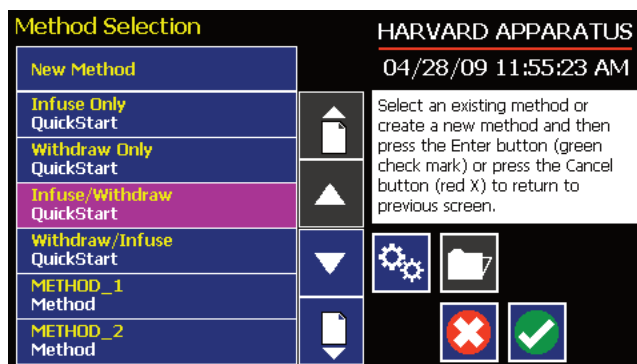 Method Selection
New Method
Infuse Only
QuickStart
Withdraw Only
QuickStart
Infuse/Withdraw
QuickStart
Withdraw/Infuse
QuickStart
METHOD_1
Method
METHOD_2
Method
HARVARD APPARATUS
04/28/09 11:55:23 AM
Select an existing method or
create a new method and then
press the Enter button (green
check mark) or press the Cancel
button (red X) to return to
previous screen.